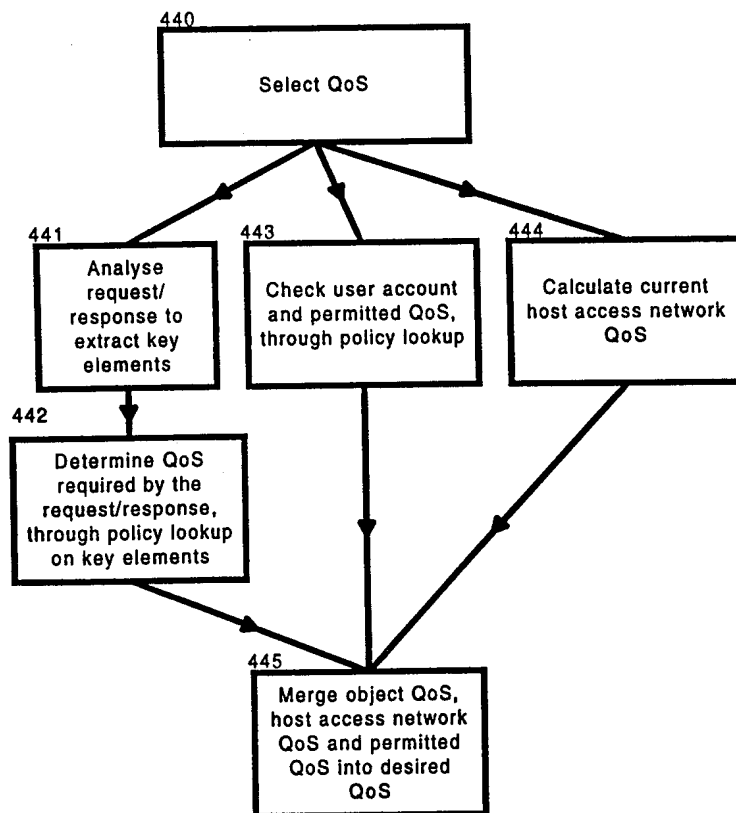 440
Select QoS
441
Analyse
request/
response to
extract key
elements
443
Check user account
and permitted QoS,
through policy lookup
444
Calculate current
host access network
QoS
442
Determine QoS
required by the
request/response,
through policy lookup
on key elements
445
Merge object QoS,
host access network
QoS and permitted
QoS into desired
QoS